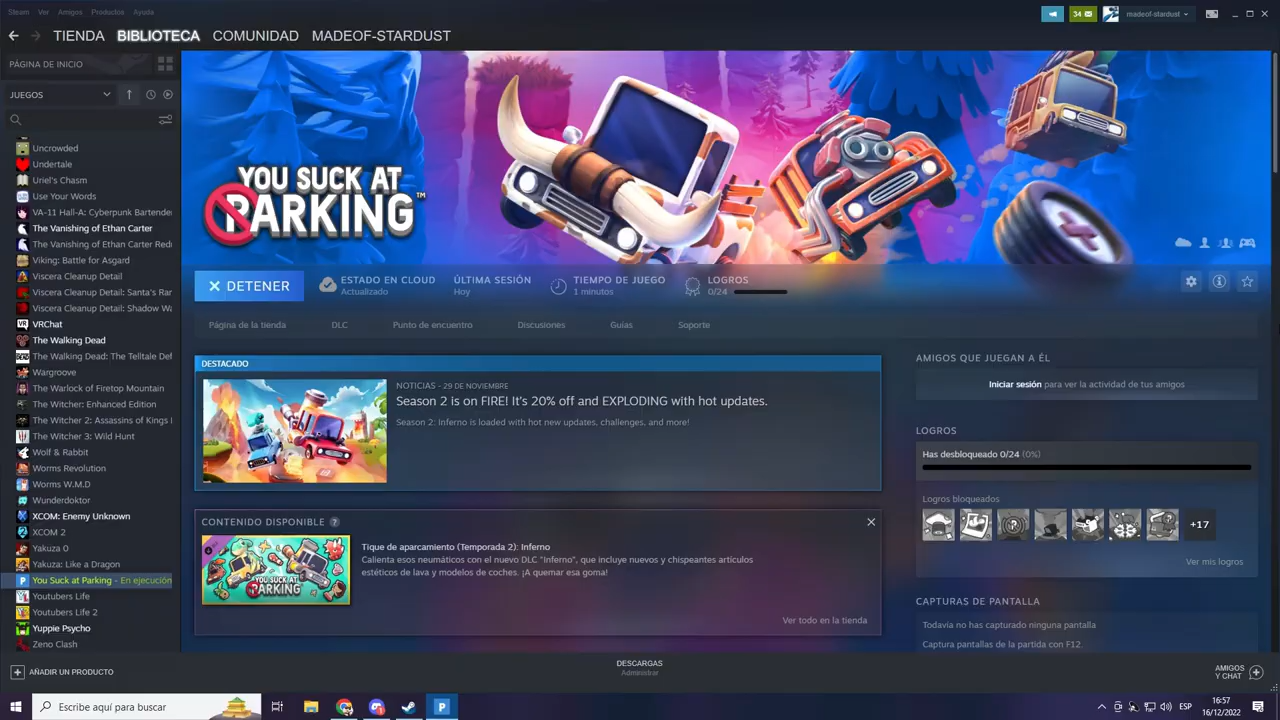 Steam Ver Amigos Productos Ayuda
34
madeof-stardust
TIENDA BIBLIOTECA COMUNIDAD MADEOF-STARDUST
PÁGINA DE INICIO
JUEGOS
Uncrowded
Undertale
Uriel's Chasm
Use Your Words
VA-11 Hall-A: Cyberpunk Bartender
The Vanishing of Ethan Carter
The Vanishing of Ethan Carter Redu
Viking: Battle for Asgard
Viscera Cleanup Detail
Viscera Cleanup Detail: Santa's Ram
Viscera Cleanup Detail: Shadow Wa
VRChat
The Walking Dead
The Walking Dead: The Telltale Def
Wargroove
The Warlock of Firetop Mountain
The Witcher: Enhanced Edition
The Witcher 2: Assassins of Kings E
The Witcher 3: Wild Hunt
Wolf & Rabbit
Worms Revolution
Worms W.M.D
Wunderdoktor
XCOM: Enemy Unknown
XCOM 2
Yakuza 0
Yakuza: Like a Dragon
You Suck at Parking - En ejecución
Youtubers Life
Youtubers Life 2
Yuppie Psycho
Zeno Clash
AÑADIR UN PRODUCTO
YOU SUCK AT
PARKING™
DETENER
ESTADO EN CLOUD
Actualizado
ÚLTIMA SESIÓN
Hoy
TIEMPO DE JUEGO
1 minutos
LOGROS
0/24
Página de la tienda DLC Punto de encuentro Discusiones Guías Soporte
DESTACADO
NOTICIAS - 29 DE NOVIEMBRE
Season 2 is on FIRE! It's 20% off and EXPLODING with hot updates.
Season 2: Inferno is loaded with hot new updates, challenges, and more!
CONTENIDO DISPONIBLE ?
YOU SUCK AT
PARKING
Tique de aparcamiento (Temporada 2): Inferno
Calienta esos neumáticos con el nuevo DLC "Inferno", que incluye nuevos y chispeantes artículos
estéticos de lava y modelos de coches. ¡A quemar esa goma!
Ver todo en la tienda
AMIGOS QUE JUEGAN A ÉL
Iniciar sesión para ver la actividad de tus amigos
LOGROS
Has desbloqueado 0/24 (0%)
Logros bloqueados
+17
Ver mis logros
CAPTURAS DE PANTALLA
Todavía no has capturado ninguna pantalla
Captura pantallas de la partida con F12.
DESCARGAS
Administrar
AMIGOS
Y CHAT
Escribe aquí para buscar
ESP
16:57
16/12/2022